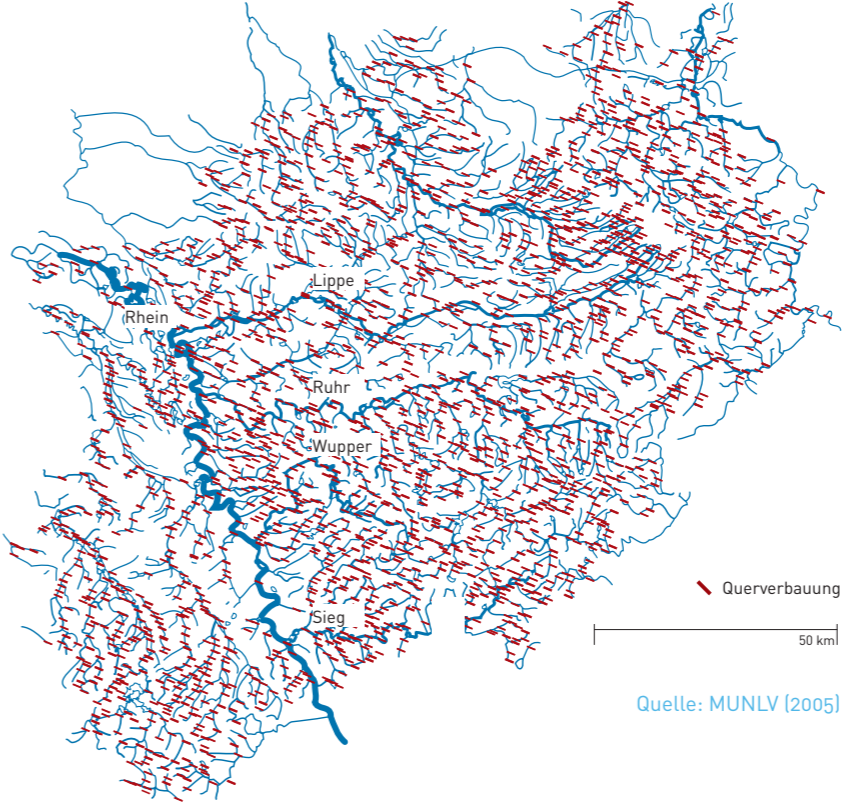 Lippe
Rhein
Ruhr
Wupper
Querverbauung
Sieg
50 km
Quelle: MUNLV (2005)